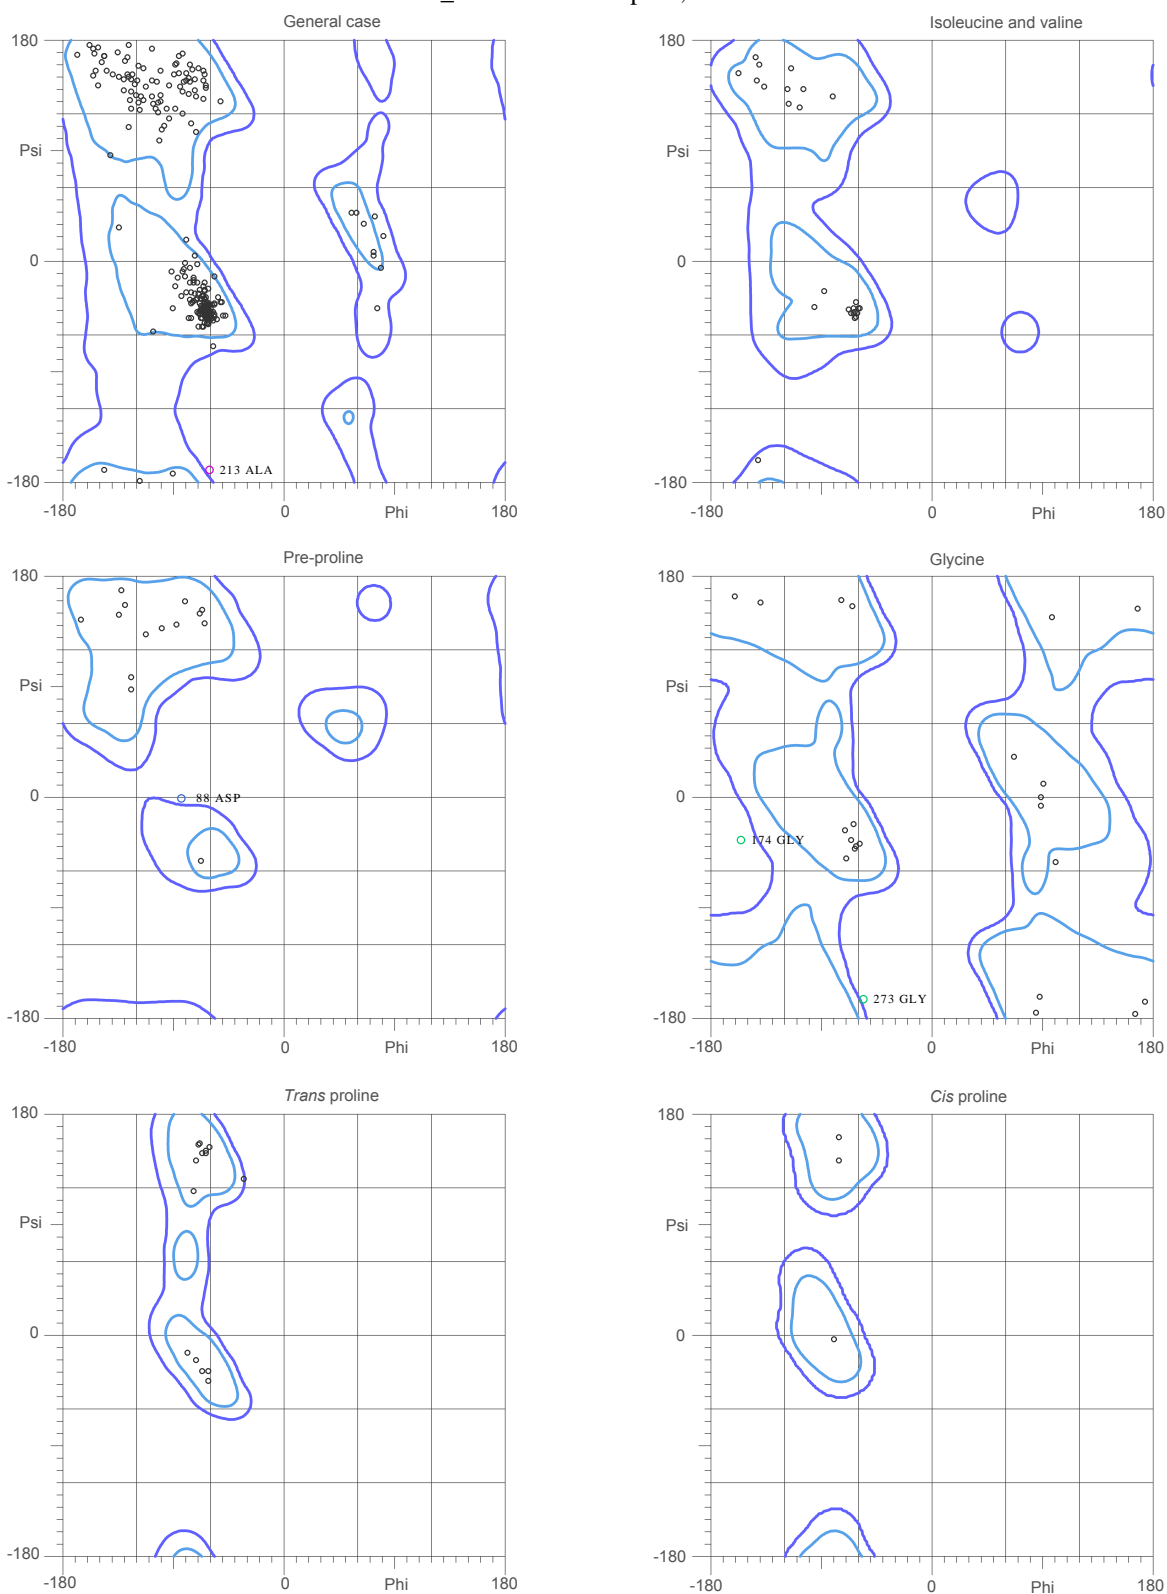 General case
Isoleucine and valine
180
180
Psi
Psi
0
0
213 ALA
-180
-180
-180
0
Phi
180
-180
0
Phi
180
Pre-proline
Glycine
180
180
Psi
Psi
0
88 ASP
0
174 GLY
273 GLY
-180
-180
-180
0
Phi
180
-180
0
Phi
180
Trans proline
Cis proline
180
180
Psi
Psi
0
0
-180
-180
-180
0
Phi
180
-180
0
Phi
180